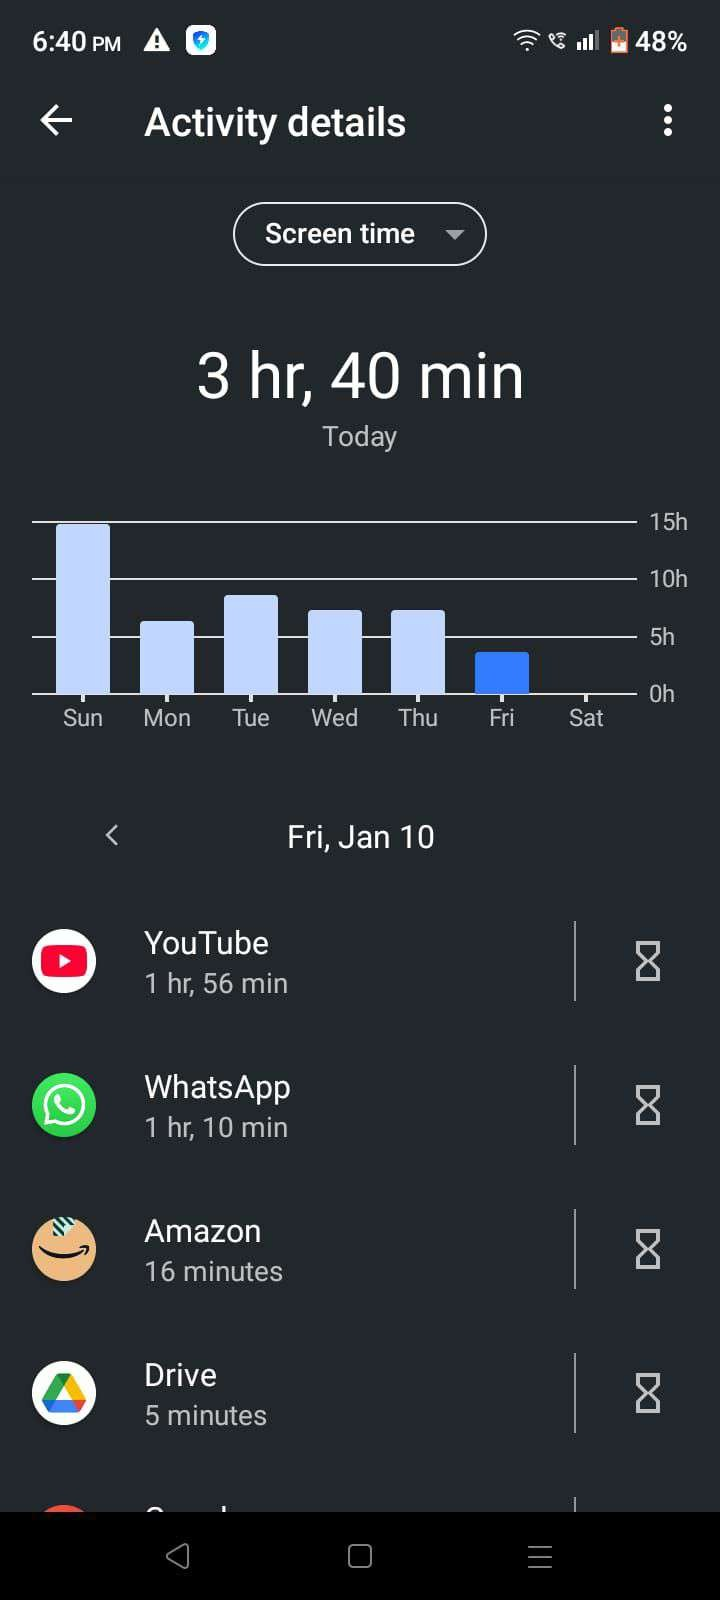 6:40 PM 48%
Activity details
Screen time
3 hr, 40 min
Today
15h
10h
5h
0h
Sun Mon Tue Wed Thu Fri Sat
Fri, Jan 10
YouTube
1 hr, 56 min
WhatsApp
1 hr, 10 min
Amazon
16 minutes
Drive
5 minutes